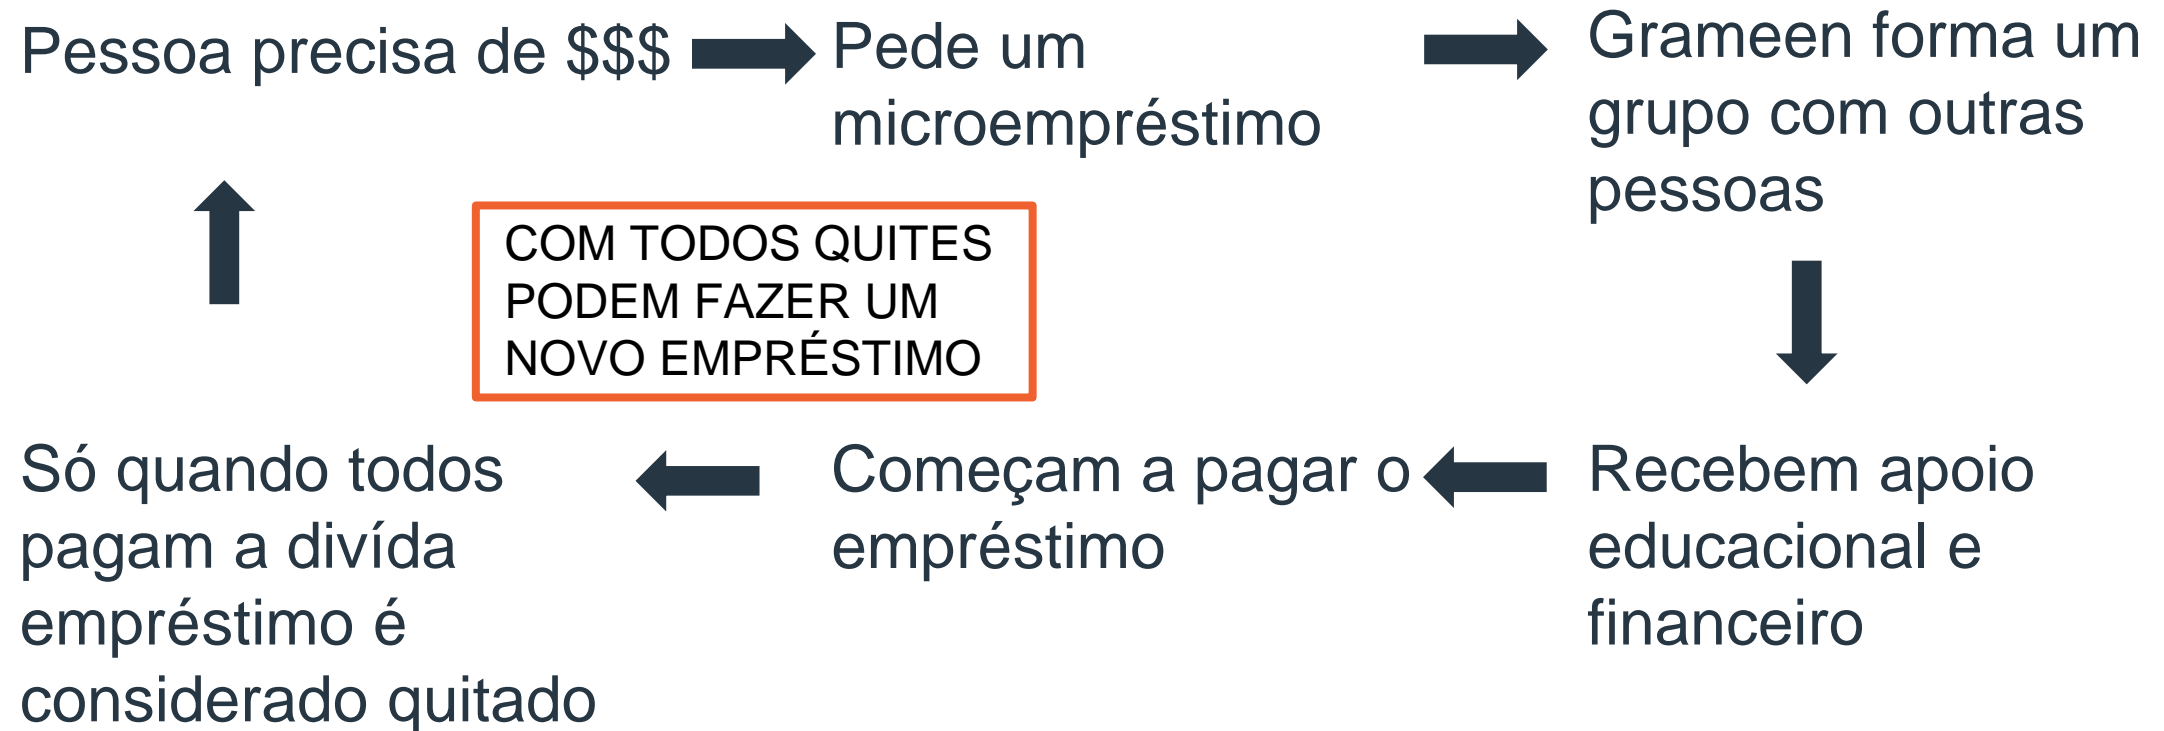 Pessoa precisa de $$$
Pede um
microempréstimo
Grameen forma um
grupo com outras
pessoas
COM TODOS QUITES
PODEM FAZER UM
NOVO EMPRÉSTIMO
Recebem apoio
educacional e
financeiro
Começam a pagar o
empréstimo
Só quando todos
pagam a divída
empréstimo é
considerado quitado